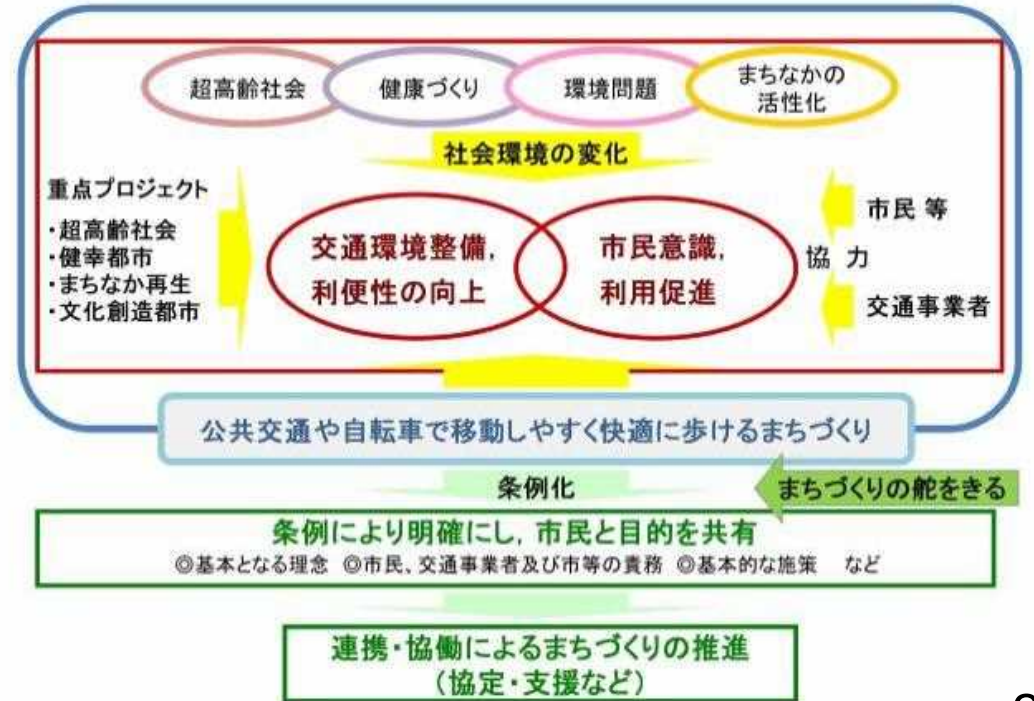 超高齢社会
健康づくり
環境問題
まちなかの
活性化
社会環境の変化
重点プロジェクト
・超高齢社会
・健幸都市
・まちなか再生
・文化創造都市
交通環境整備,
利便性の向上
市民意識,
利用促進
市民 等
協 力
交通事業者
公共交通や自転車で移動しやすく快適に歩けるまちづくり
条例化
まちづくりの舵をきる
条例により明確にし, 市民と目的を共有
◎基本となる理念 ◎市民、交通事業者及び市等の責務 ◎基本的な施策 など
連携・協働によるまちづくりの推進
（協定・支援など）